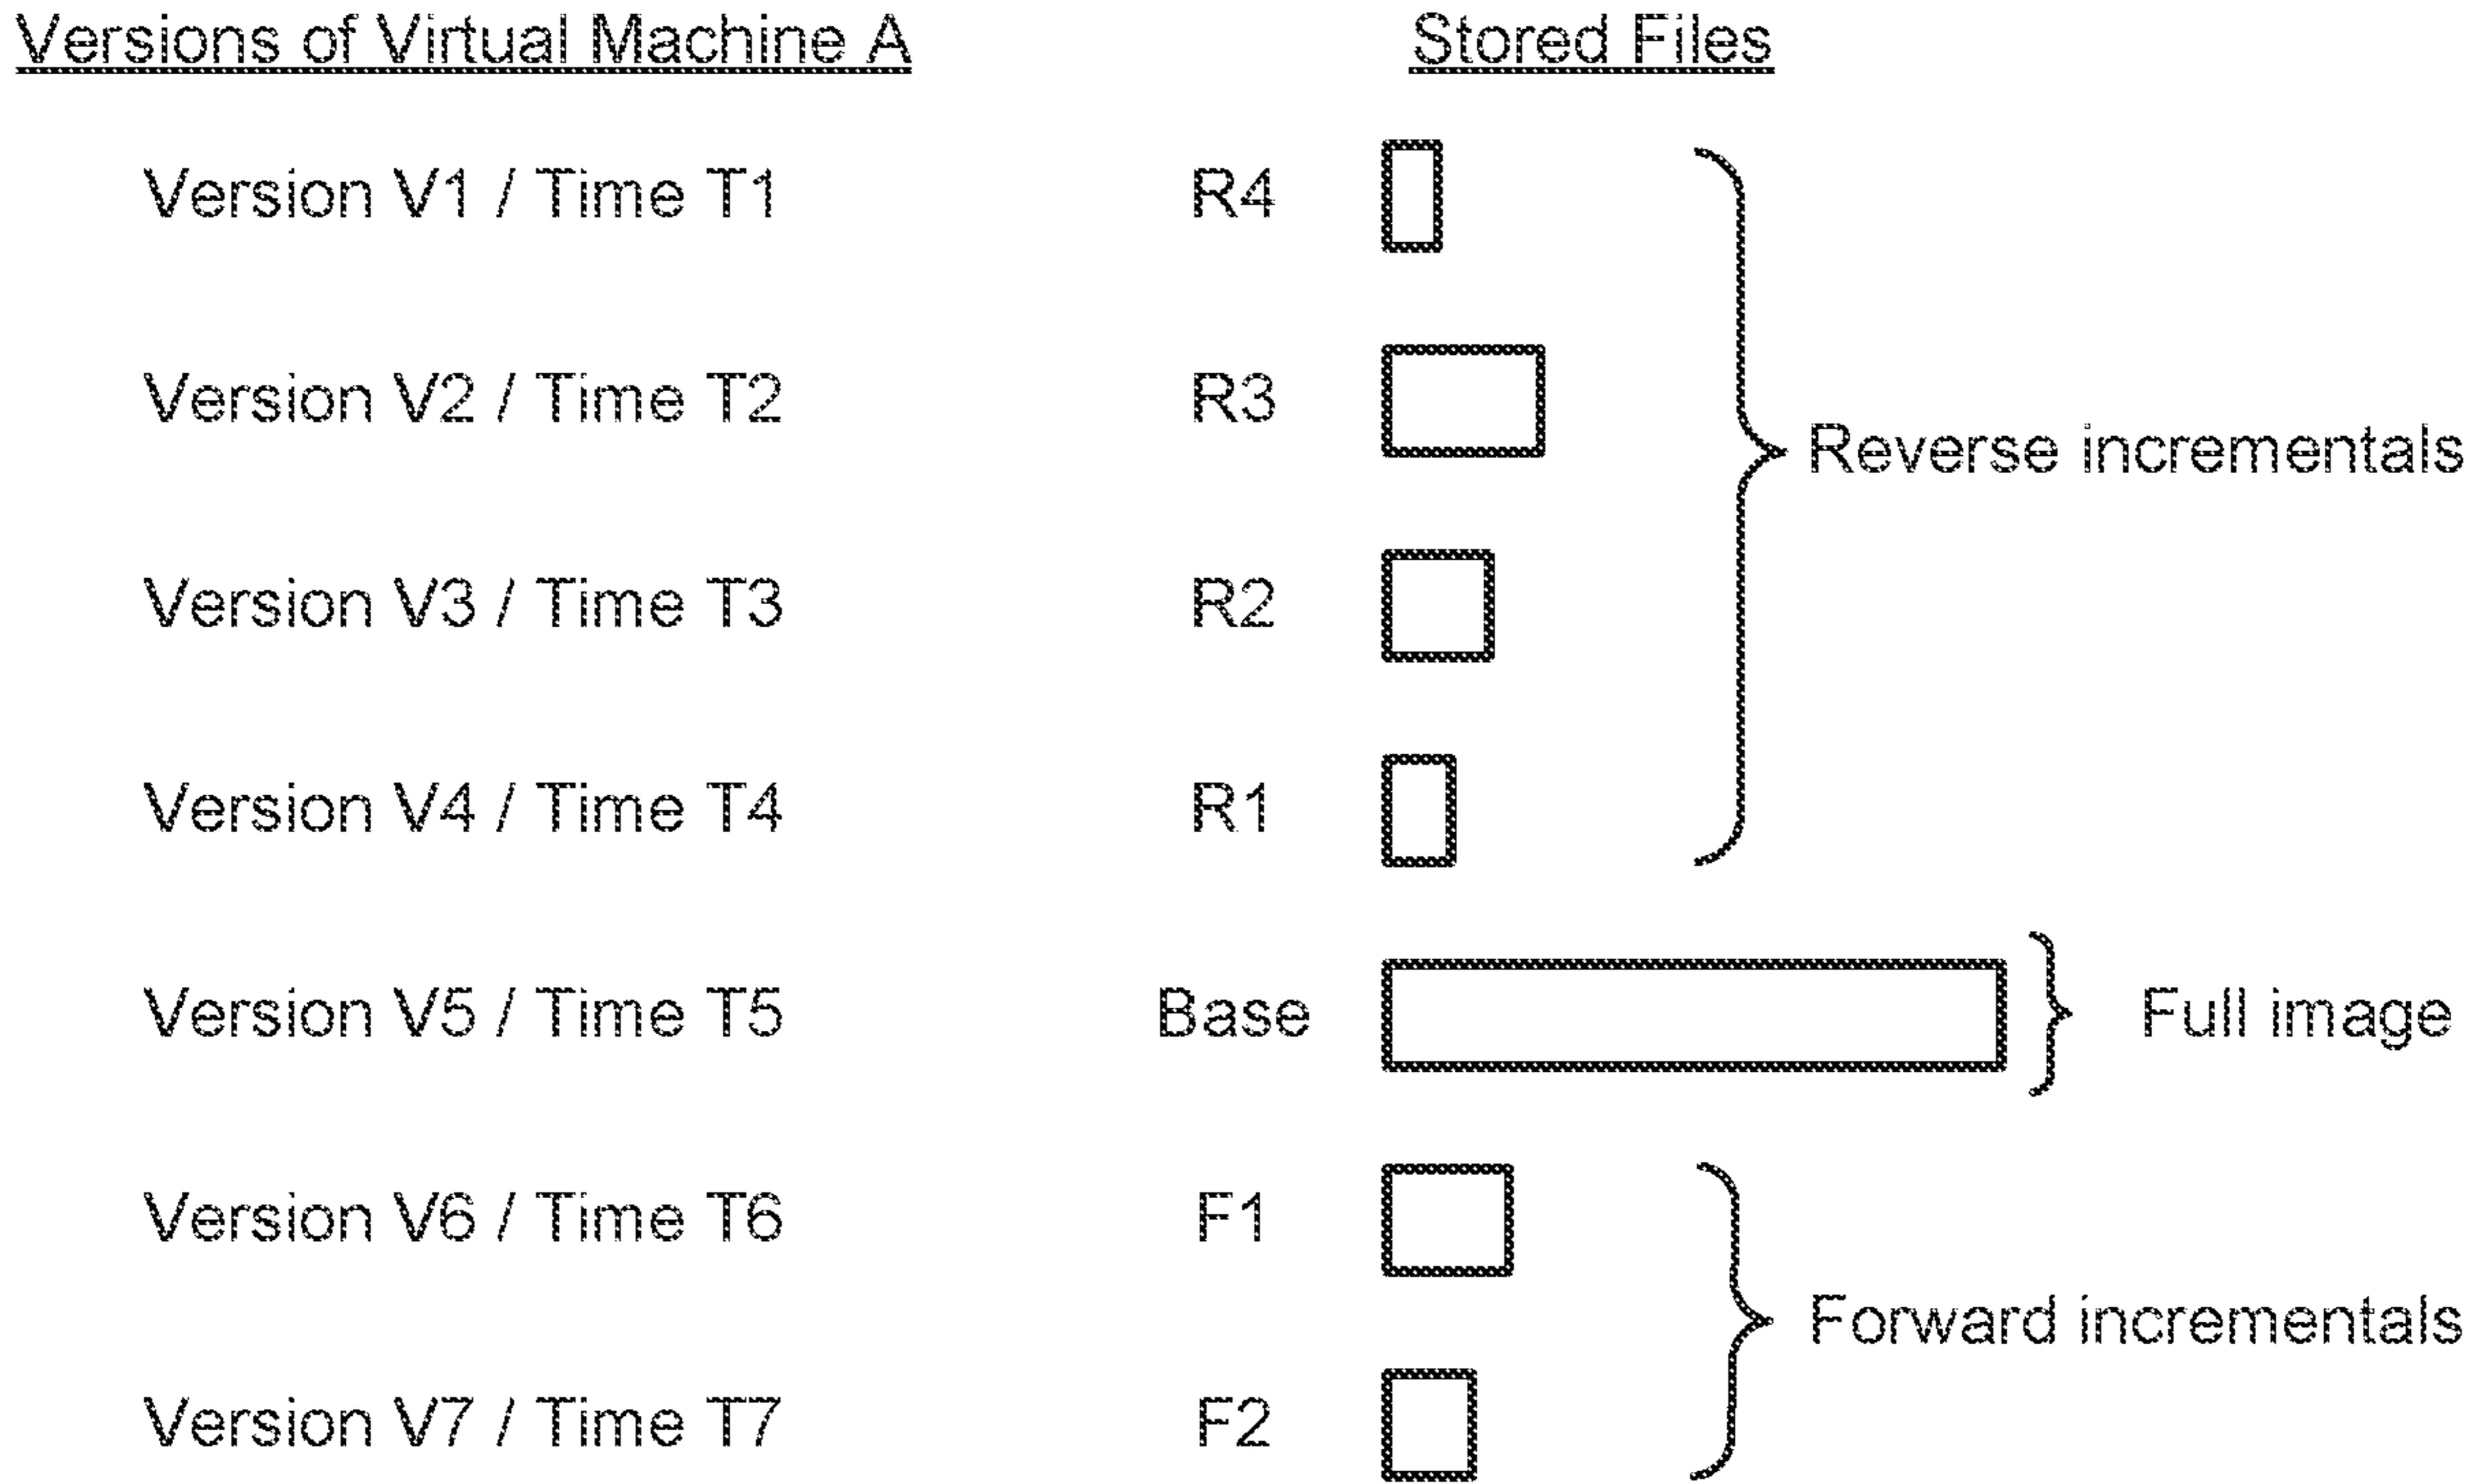 Versions of Virtual Machine A Stored Files
Version V1 / Time T1 R4
Version V2 / Time T2 R3
Reverse incrementals
Version V3 / Time T3 R2
Version V4 / Time T4 R1
Version V5 / Time T5 Base Full image
Version V6 / Time T6 F1
Forward incrementals
Version V7 / Time T7 F2